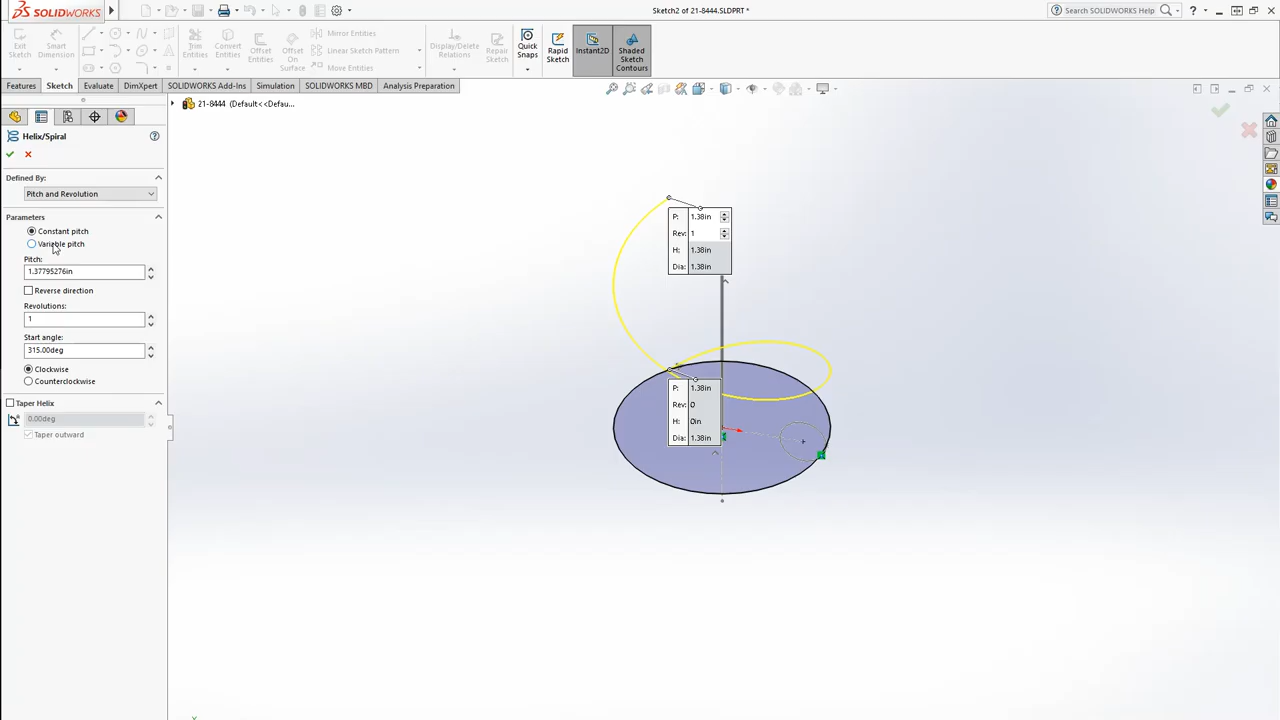 SOLIDWORKS
Sketch2 of 21-8444.SLDPRT *
Search SOLIDWORKS Help
Exit Sketch
Smart Dimension
Trim Entities
Convert Entities
Offset Entities
Offset On Surface
Mirror Entities
Linear Sketch Pattern
Move Entities
Display/Delete Relations
Repair Sketch
Quick Snaps
Rapid Sketch
Instant2D
Shaded Sketch Contours
Features
Sketch
Evaluate
DimXpert
SOLIDWORKS Add-Ins
Simulation
SOLIDWORKS MBD
Analysis Preparation
21-8444 (Default<<Defau...
Helix/Spiral
Defined By:
Pitch and Revolution
Parameters
Constant pitch
Variable pitch
Pitch:
1.37795276in
Reverse direction
Revolutions:
1
Start angle:
315.00deg
Clockwise
Counterclockwise
Taper Helix
0.00deg
Taper outward
P: 1.38in
Rev: 1
H: 1.38in
Dia: 1.38in
P: 1.38in
Rev: 0
H: 0in
Dia: 1.38in